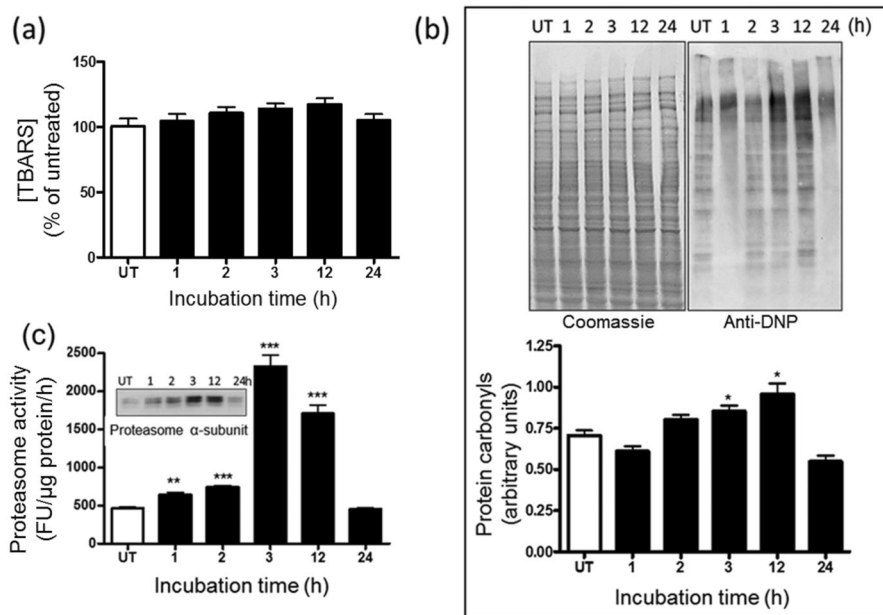 (a)
[TBARS]
(% of untreated)
150
100
50
0
UT 1 2 3 12 24
Incubation time (h)
(b)
UT 1 2 3 12 24 (h)
UT 1 2 3 12 24
Coomassie
Anti-DNP
Protein carbonyls
(arbitrary units)
1.25
1.00
0.75
0.50
0.25
0.00
* *
UT 1 2 3 12 24
Incubation time (h)
(c)
Proteasome activity
(FU/µg protein/h)
2500
2000
1500
1000
500
0
UT 1 2 3 12 24h
Proteasome α-subunit
** *** *** ***
UT 1 2 3 12 24
Incubation time (h)